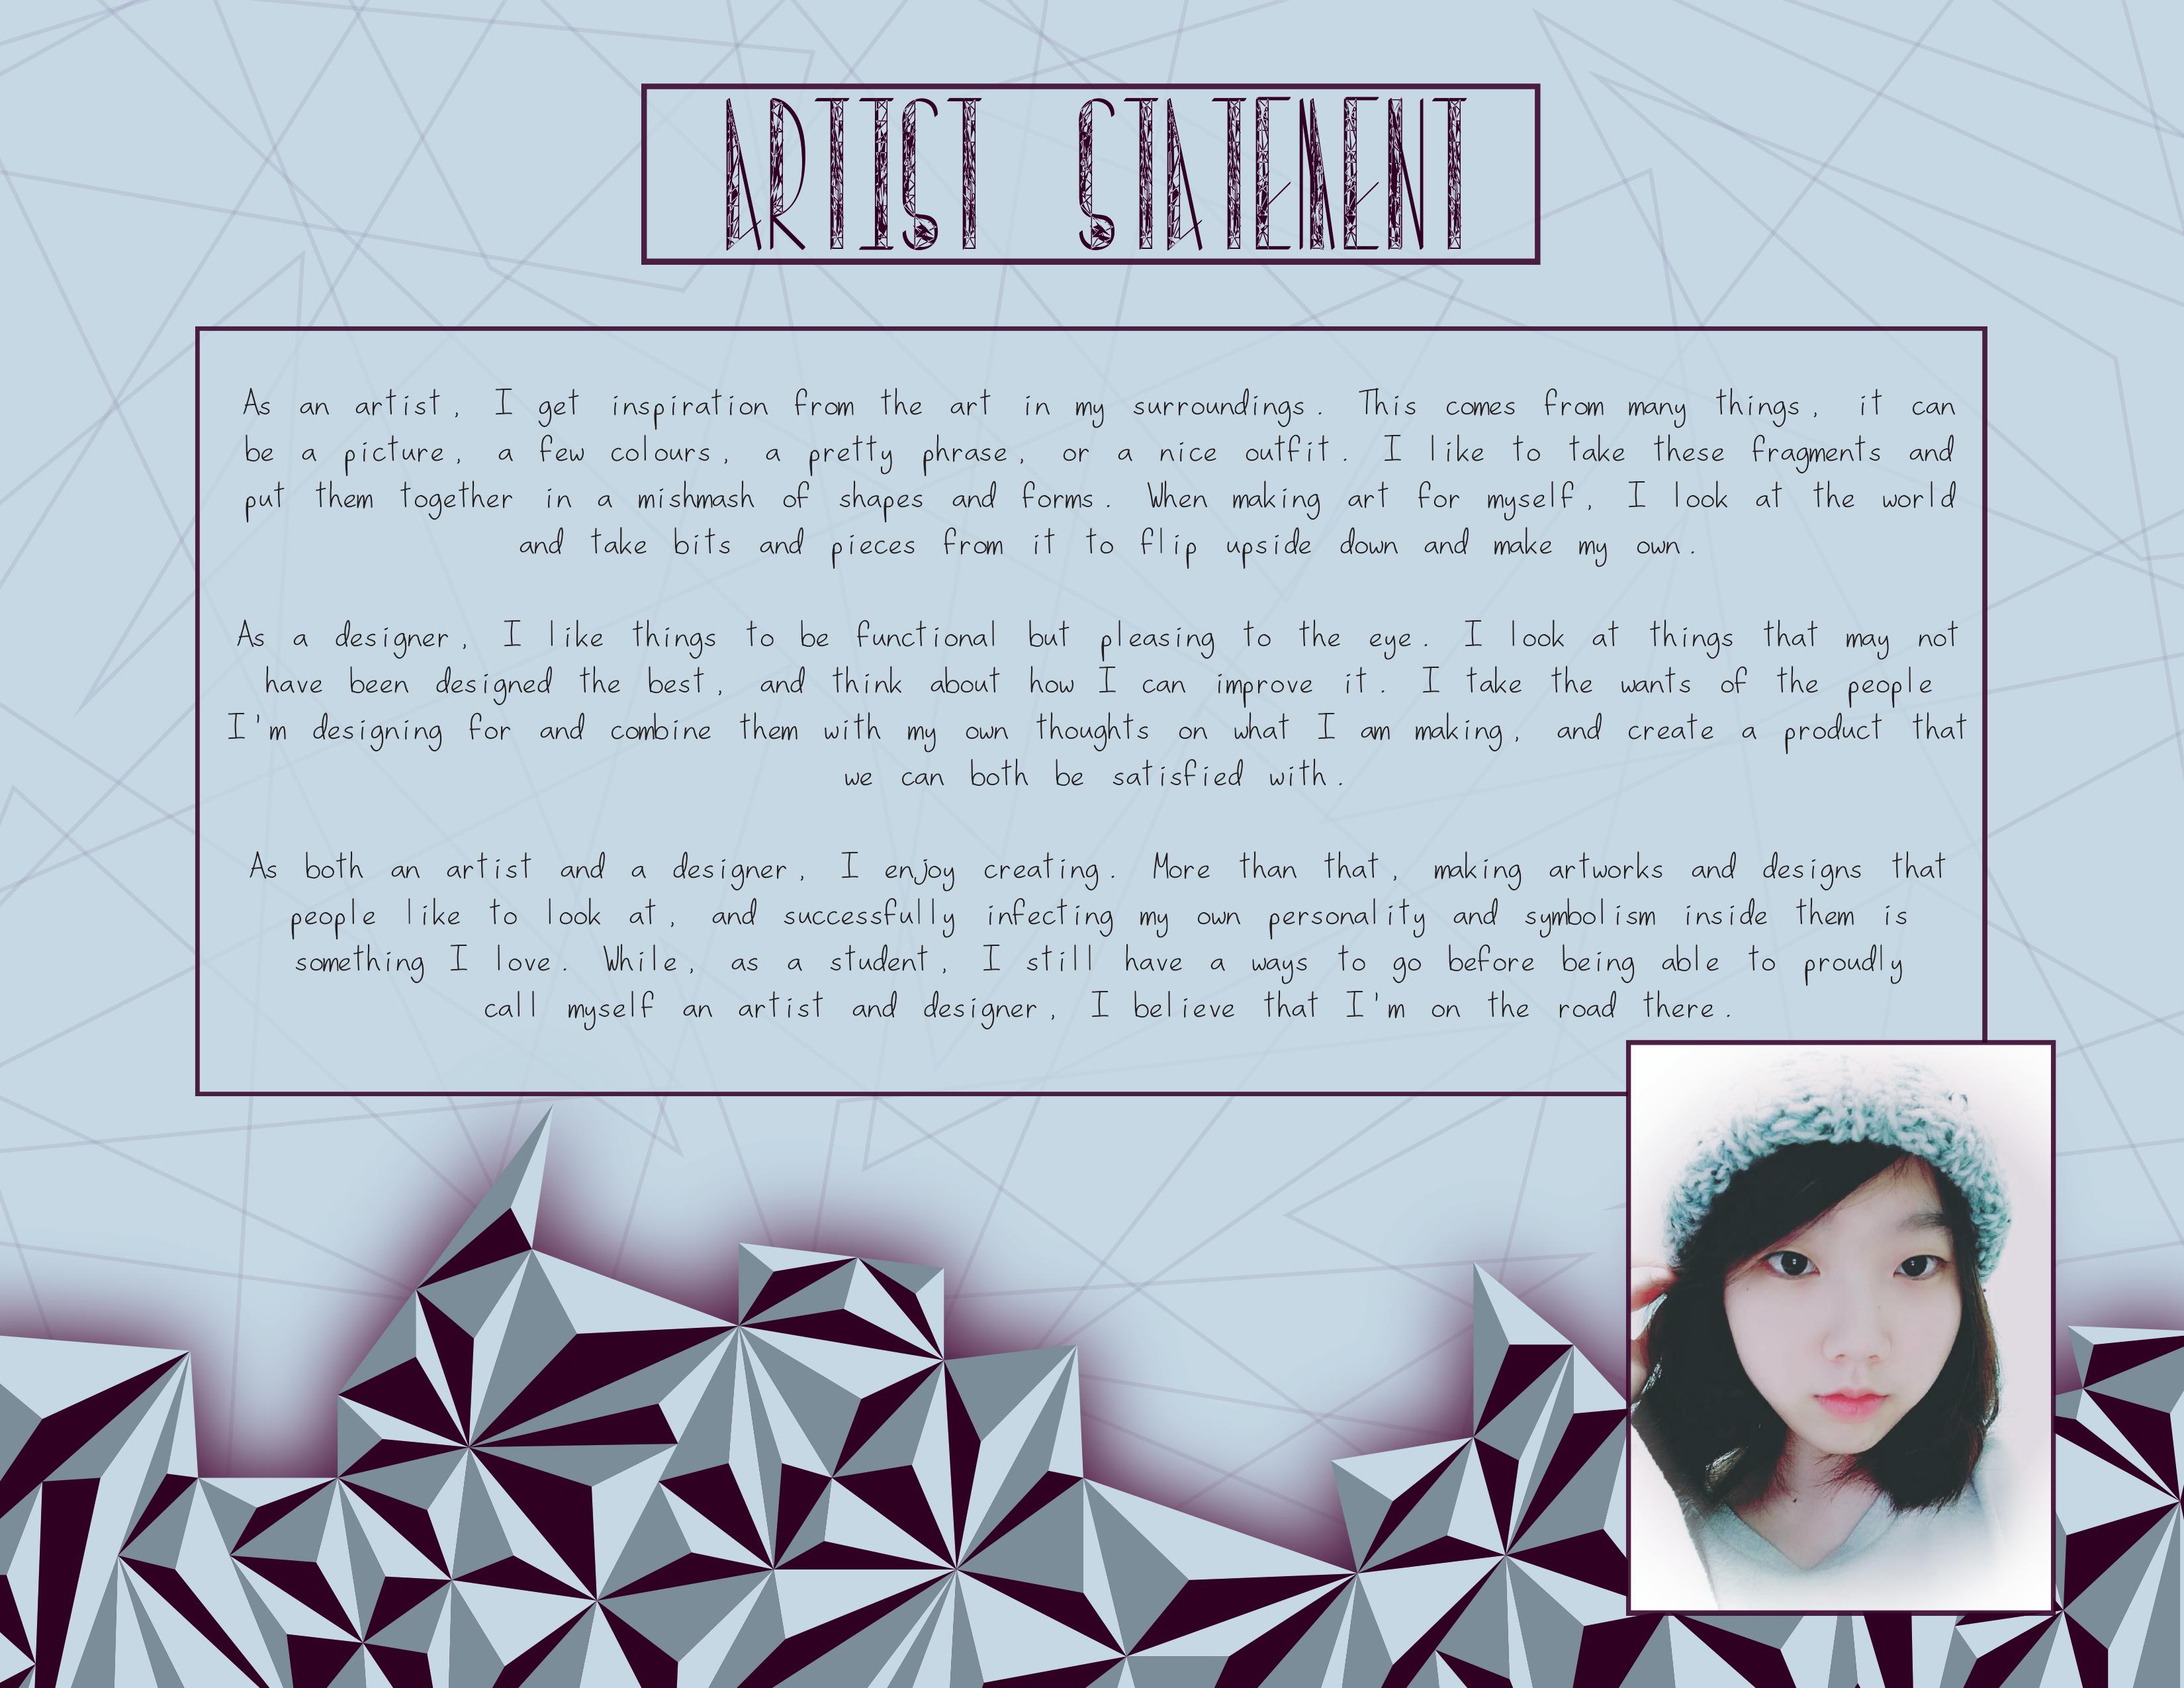 ARTIST STATEMENT
As an artist, I get inspiration from the art in my surroundings. This comes from many things, it can
be a picture, a few colours, a pretty phrase, or a nice outfit. I like to take these fragments and
put them together in a mishmash of shapes and forms. When making art for myself, I look at the world
and take bits and pieces from it to flip upside down and make my own.
As a designer, I like things to be functional but pleasing to the eye. I look at things that may not
have been designed the best, and think about how I can improve it. I take the wants of the people
I'm designing for and combine them with my own thoughts on what I am making, and create a product that
we can both be satisfied with.
As both an artist and a designer, I enjoy creating. More than that, making artworks and designs that
people like to look at, and successfully infecting my own personality and symbolism inside them is
something I love. While, as a student, I still have a ways to go before being able to proudly
call myself an artist and designer, I believe that I'm on the road there.